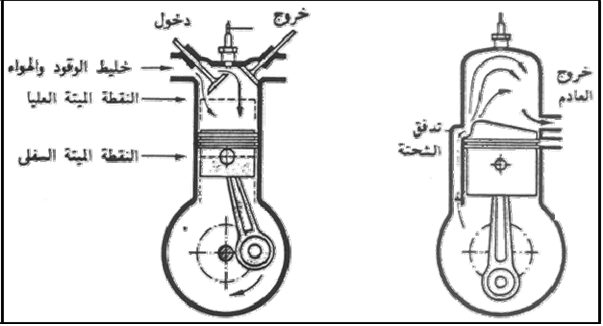 دخول
خروج
خليط الوقود والهواء
النقطة الميتة العليا
النقطة الميتة السفلى
خروج
العادم
تدفق
الشحنة